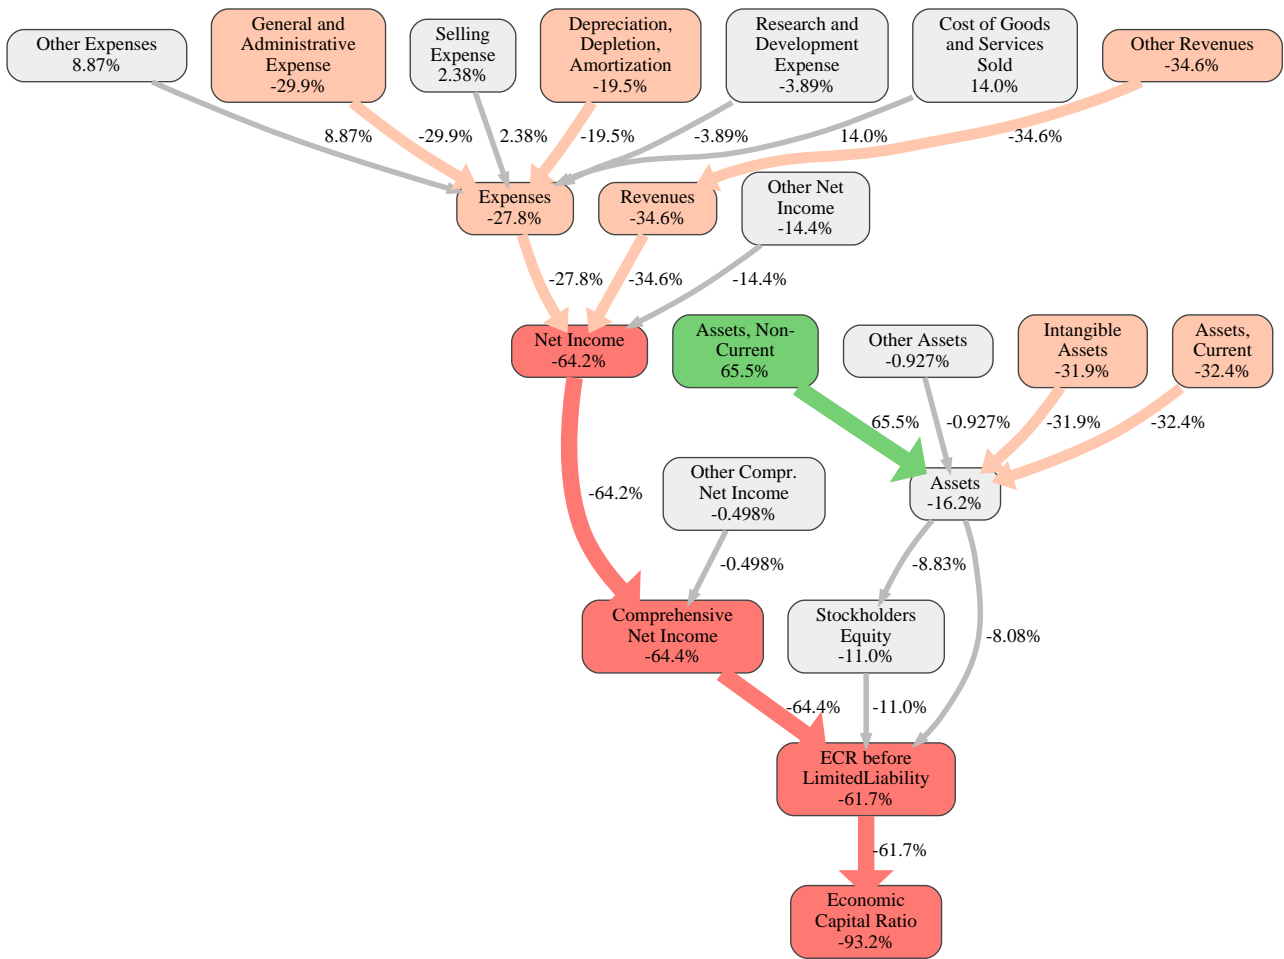 Other Expenses
8.87%
General and
Administrative
Expense
-29.9%
Selling
Expense
2.38%
Depreciation,
Depletion,
Amortization
-19.5%
Research and
Development
Expense
-3.89%
Cost of Goods
and Services
Sold
14.0%
Other Revenues
-34.6%
8.87%
-29.9%
2.38%
-19.5%
-3.89%
14.0%
-34.6%
Expenses
-27.8%
Revenues
-34.6%
Other Net
Income
-14.4%
-27.8%
-34.6%
-14.4%
Net Income
-64.2%
Assets, Non-
Current
65.5%
Other Assets
-0.927%
Intangible
Assets
-31.9%
Assets,
Current
-32.4%
65.5%
-0.927%
-31.9%
-32.4%
Other Compr.
Net Income
-0.498%
Assets
-16.2%
-64.2%
-0.498%
-8.83%
-8.08%
Comprehensive
Net Income
-64.4%
Stockholders
Equity
-11.0%
-64.4%
-11.0%
ECR before
LimitedLiability
-61.7%
-61.7%
Economic
Capital Ratio
-93.2%